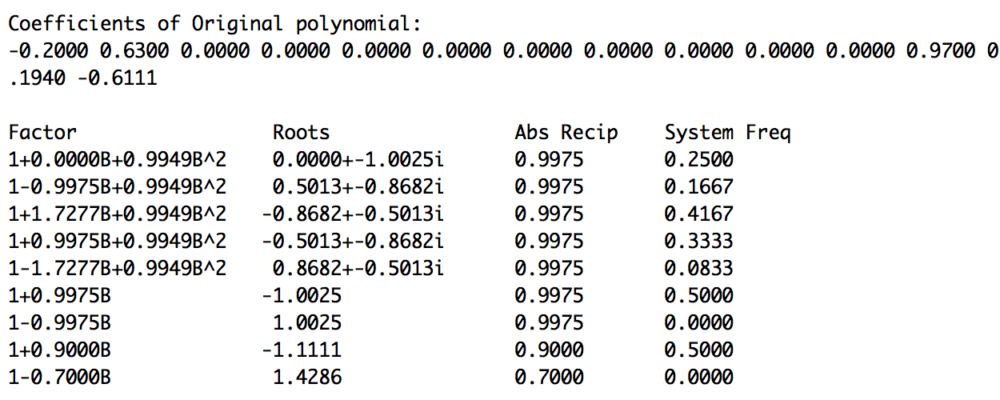 Coefficients of Original polynomial:
-0.2000 0.6300 0.0000 0.0000 0.0000 0.0000 0.0000 0.0000 0.0000 0.0000 0.0000 0.9700 0
.1940 -0.6111
Factor Roots Abs Recip System Freq
1+0.0000B+0.9949B^2 0.0000+-1.0025i 0.9975 0.2500
1-0.9975B+0.9949B^2 0.5013+-0.8682i 0.9975 0.1667
1+1.7277B+0.9949B^2 -0.8682+-0.5013i 0.9975 0.4167
1+0.9975B+0.9949B^2 -0.5013+-0.8682i 0.9975 0.3333
1-1.7277B+0.9949B^2 0.8682+-0.5013i 0.9975 0.0833
1+0.9975B -1.0025 0.9975 0.5000
1-0.9975B 1.0025 0.9975 0.0000
1+0.9000B -1.1111 0.9000 0.5000
1-0.7000B 1.4286 0.7000 0.0000